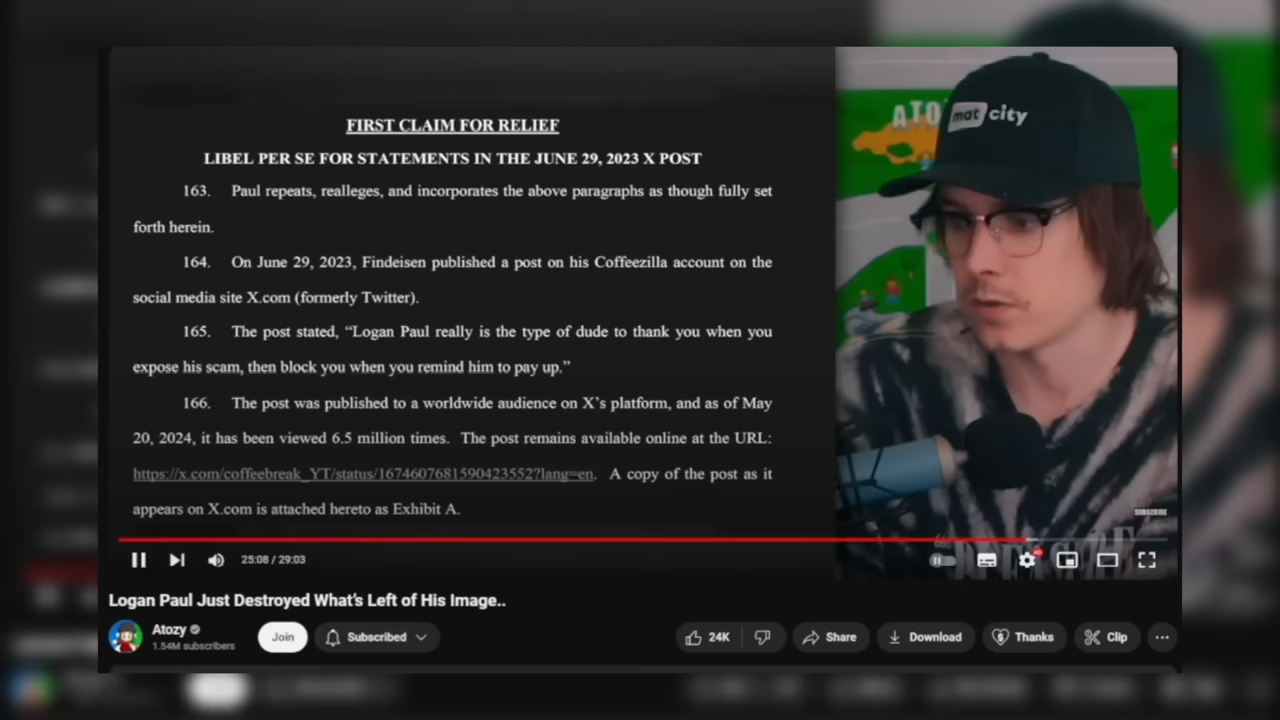 FIRST CLAIM FOR RELIEF
LIBEL PER SE FOR STATEMENTS IN THE JUNE 29, 2023 X POST
163. Paul repeats, realleges, and incorporates the above paragraphs as though fully set
forth herein.
164. On June 29, 2023, Findeisen published a post on his Coffeezilla account on the
social media site X.com (formerly Twitter).
165. The post stated, “Logan Paul really is the type of dude to thank you when you
expose his scam, then block you when you remind him to pay up.”
166. The post was published to a worldwide audience on X’s platform, and as of May
20, 2024, it has been viewed 6.5 million times. The post remains available online at the URL:
https://x.com/coffeebreak_YT/status/1674607681590423552?lang=en. A copy of the post as it
appears on X.com is attached hereto as Exhibit A.
ATO
mat city
SUBSCRIBE
25:08 / 29:03
HD
Logan Paul Just Destroyed What’s Left of His Image..
Atozy
1.54M subscribers
Join
Subscribed
24K
Share
Download
Thanks
Clip